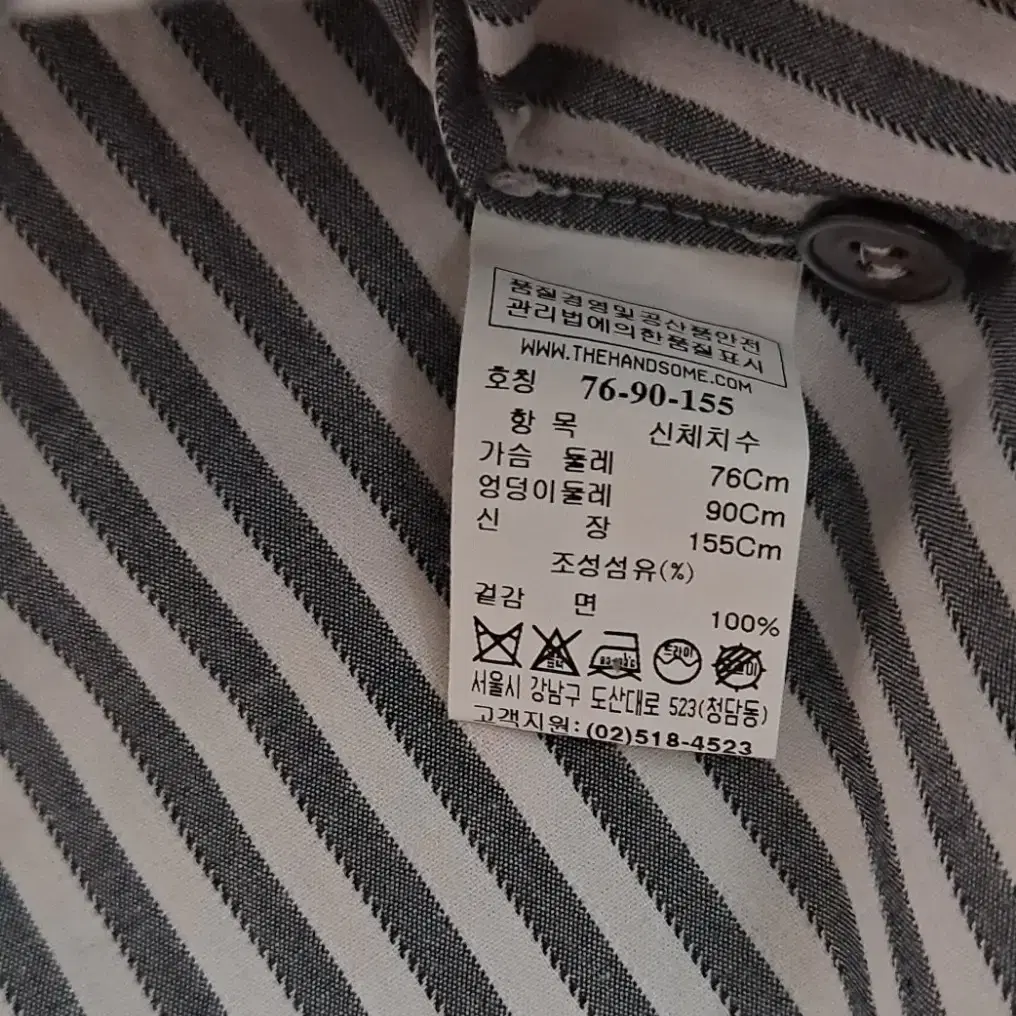 품질경영및공산품안전
관리법에의한품질표시
WWW.THEHANDSOME.COM
호칭 76-90-155
항목 신체치수
가슴 둘레 76Cm
엉덩이둘레 90Cm
신 장 155Cm
조성섬유(%)
겉감 면 100%
드라이
서울시 강남구 도산대로 523(청담동)
고객지원: (02)518-4523